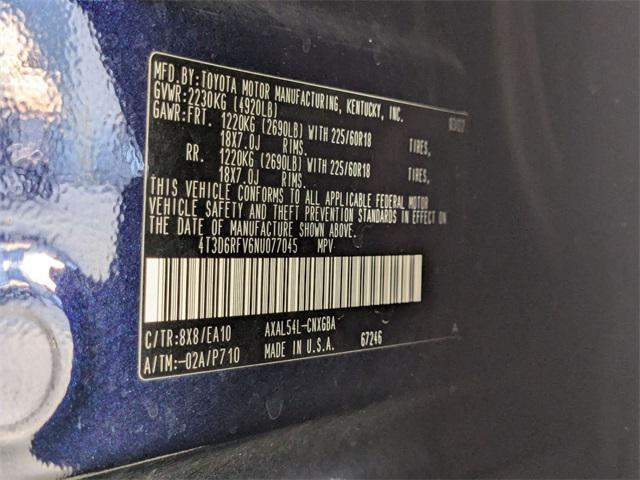 MFD.BY:TOYOTA MOTOR MANUFACTURING, KENTUCKY, INC.
GVWR:2230KG (4920LB)
GAWR:FRT. 1220KG (2690LB) WITH 225/60R18 TIRES,
18X7.0J RIMS.
RR. 1220KG (2690LB) WITH 225/60R18 TIRES,
18X7.0J RIMS.
THIS VEHICLE CONFORMS TO ALL APPLICABLE FEDERAL MOTOR
VEHICLE SAFETY AND THEFT PREVENTION STANDARDS IN EFFECT ON
THE DATE OF MANUFACTURE SHOWN ABOVE.
4T3D6RFV6NU077045 MPV
C/TR:8X8/EA10 AXAL54L-CNXGBA
A/TM:-02A/P710 MADE IN U.S.A. 67246 A